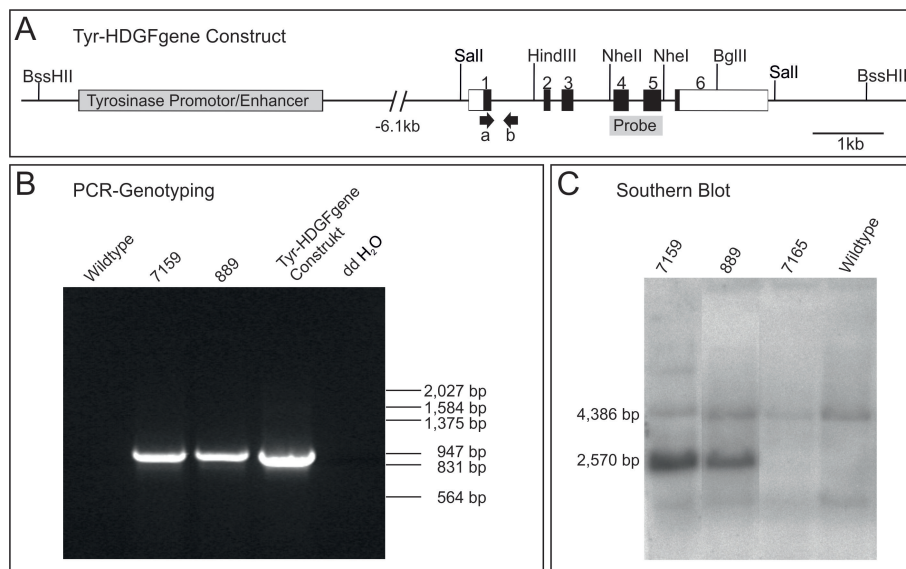 A Tyr-HDGFgene Construct
BssHII
Tyrosinase Promotor/Enhancer
-6.1kb
SalI
HindIII
NheII
NheI
BglII
SalI
BssHII
1 2 3 4 5 6
a b
Probe
1kb
B PCR-Genotyping
Wildtype
7159
889
Tyr-HDGFgene
Construkt
dd H₂O
2,027 bp
1,584 bp
1,375 bp
947 bp
831 bp
564 bp
C Southern Blot
7159
889
7165
Wildtype
4,386 bp
2,570 bp